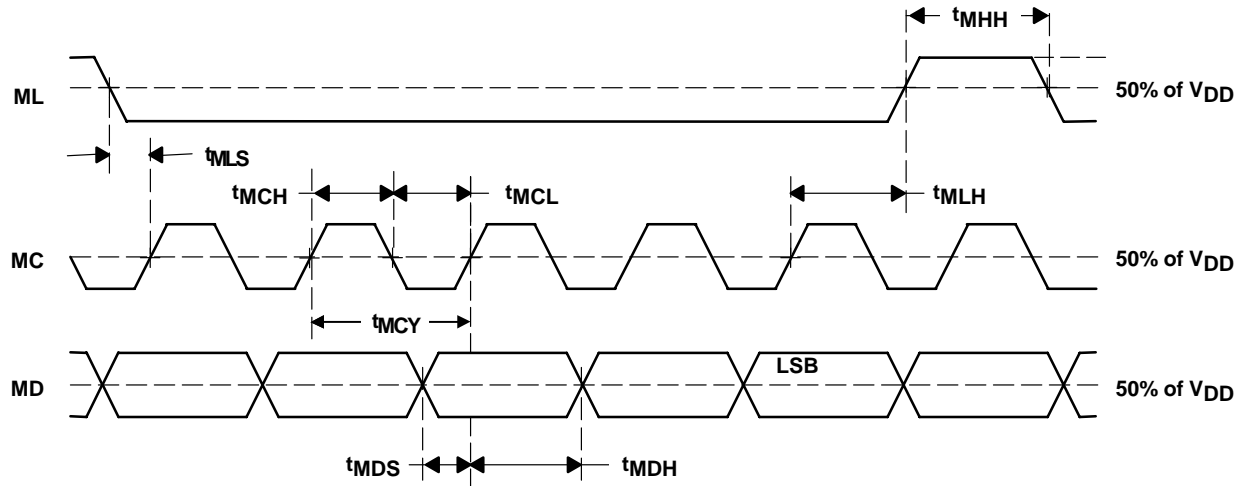 tMHH
ML
50% of VDD
tMLS
tMCH
tMCL
tMLH
MC
50% of VDD
tMCY
LSB
MD
50% of VDD
tMDS
tMDH